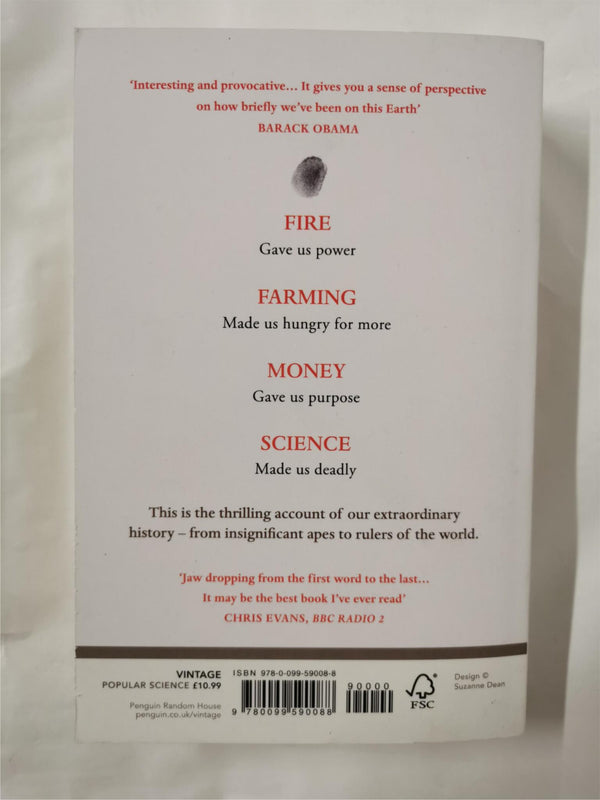 ‘Interesting and provocative... It gives you a sense of perspective
on how briefly we’ve been on this Earth’
BARACK OBAMA
FIRE
Gave us power
FARMING
Made us hungry for more
MONEY
Gave us purpose
SCIENCE
Made us deadly
This is the thrilling account of our extraordinary
history – from insignificant apes to rulers of the world.
‘Jaw dropping from the first word to the last...
It may be the best book I’ve ever read’
CHRIS EVANS, BBC RADIO 2
VINTAGE
POPULAR SCIENCE £10.99
Penguin Random House
penguin.co.uk/vintage
ISBN 978-0-099-59008-8
90000
9 780099 590088
FSC
Design ©
Suzanne Dean